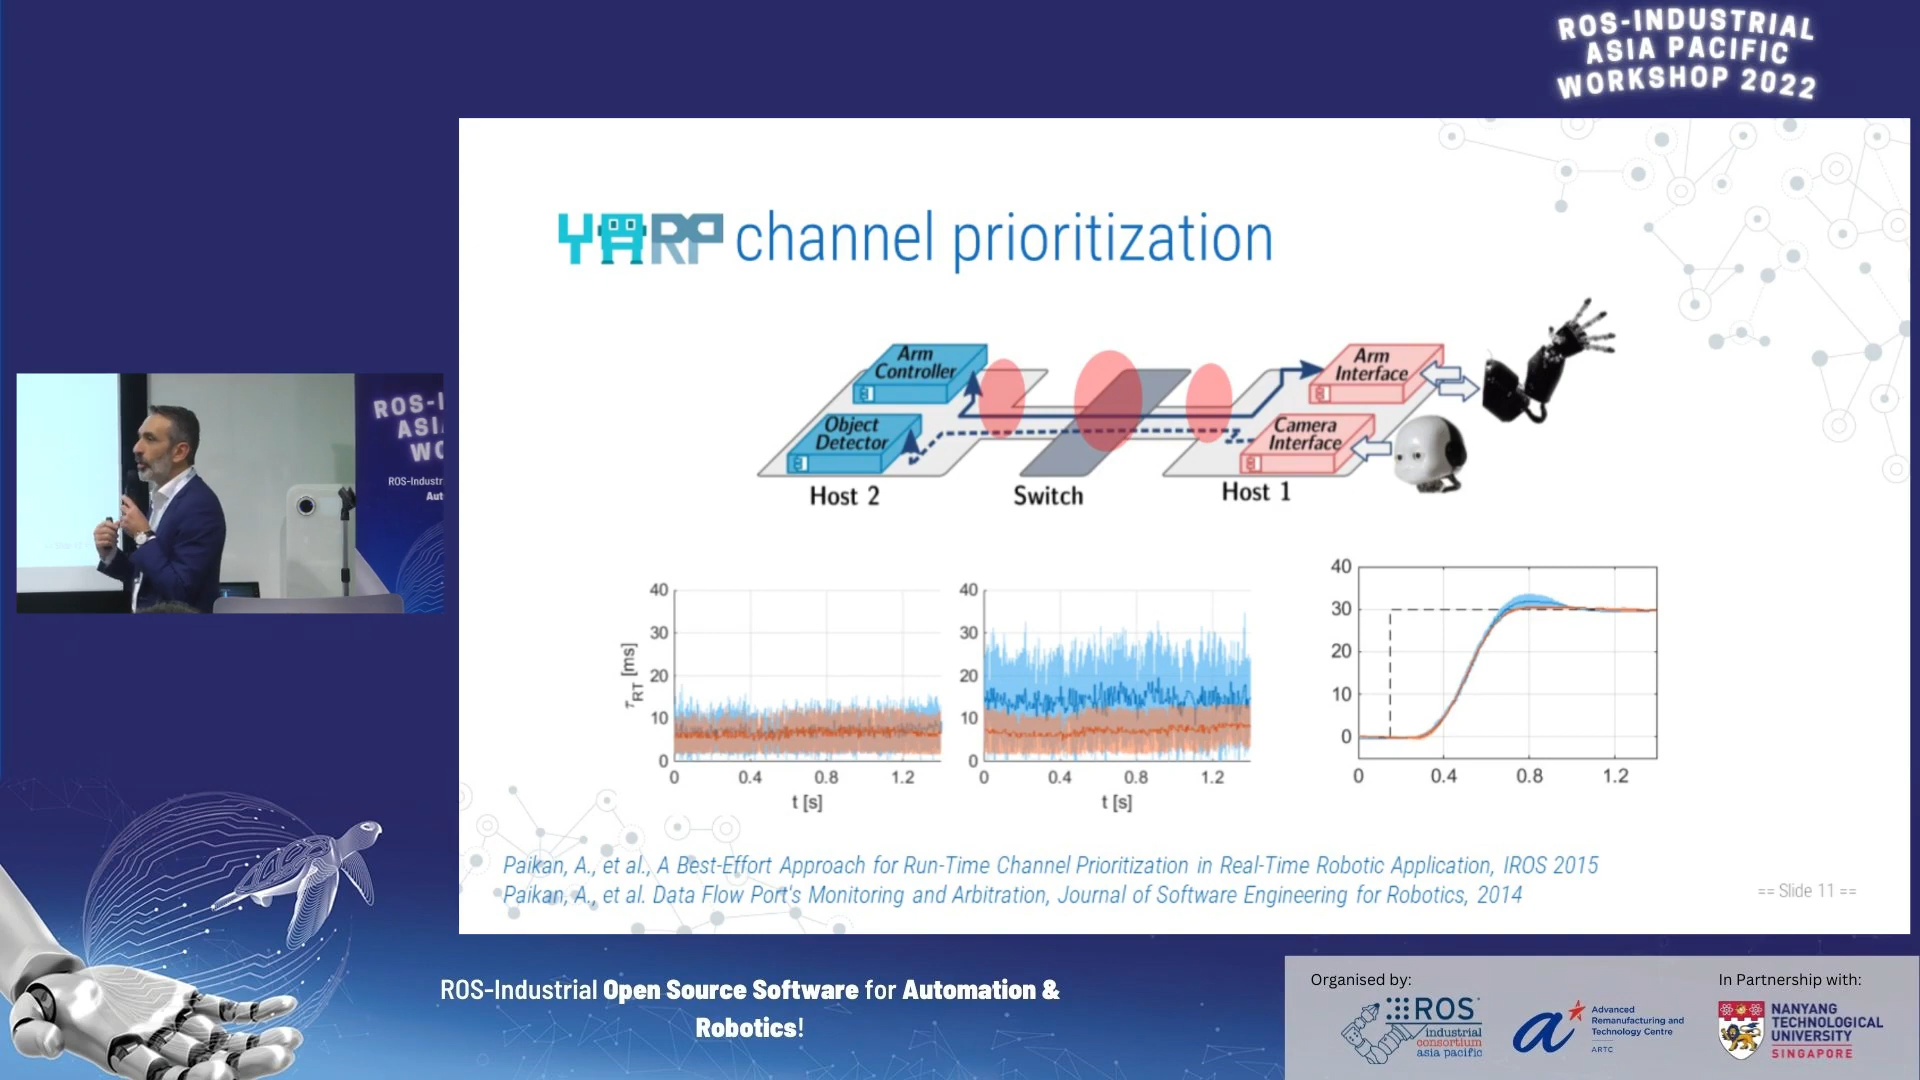 ROS-INDUSTRIAL
ASIA PACIFIC
WORKSHOP 2022
YARP channel prioritization
Arm
Controller
Arm
Interface
Object
Detector
Camera
Interface
Host 2
Switch
Host 1
40
30
20
10
0
τRT [ms]
0 0.4 0.8 1.2
t [s]
40
30
20
10
0
0 0.4 0.8 1.2
t [s]
40
30
20
10
0
0 0.4 0.8 1.2
Paikan, A., et al., A Best-Effort Approach for Run-Time Channel Prioritization in Real-Time Robotic Application, IROS 2015
Paikan, A., et al. Data Flow Port's Monitoring and Arbitration, Journal of Software Engineering for Robotics, 2014
== Slide 11 ==
ROS-I
ASIA
WO
ROS-Industr
Aut
ROS-Industrial Open Source Software for Automation &
Robotics!
Organised by:
ROS
industrial
consortium
asia pacific
Advanced
Remanufacturing and
Technology Centre
ARTC
In Partnership with:
NANYANG
TECHNOLOGICAL
UNIVERSITY
SINGAPORE